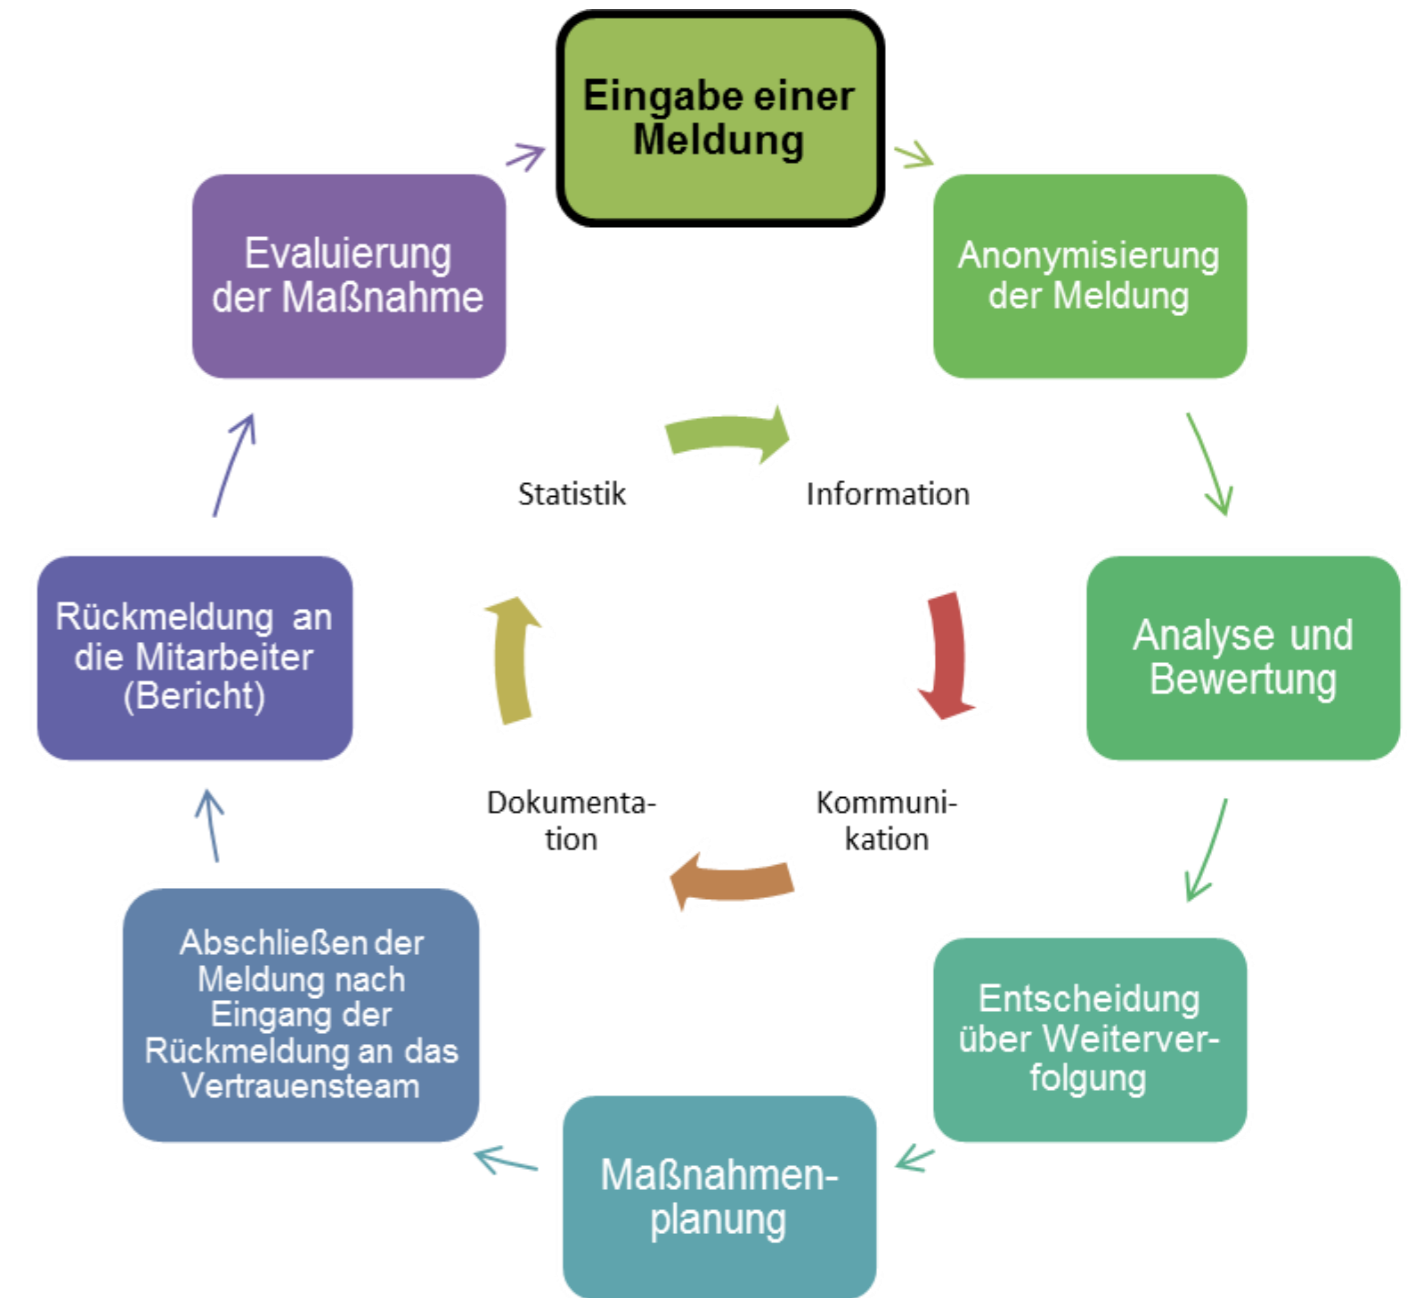 Eingabe einer
Meldung
Anonymisierung
der Meldung
Analyse und
Bewertung
Entscheidung
über Weiterver-
folgung
Maßnahmen-
planung
Abschließen der
Meldung nach
Eingang der
Rückmeldung an das
Vertrauensteam
Rückmeldung an
die Mitarbeiter
(Bericht)
Evaluierung
der Maßnahme
Statistik
Information
Kommuni-
kation
Dokumenta-
tion